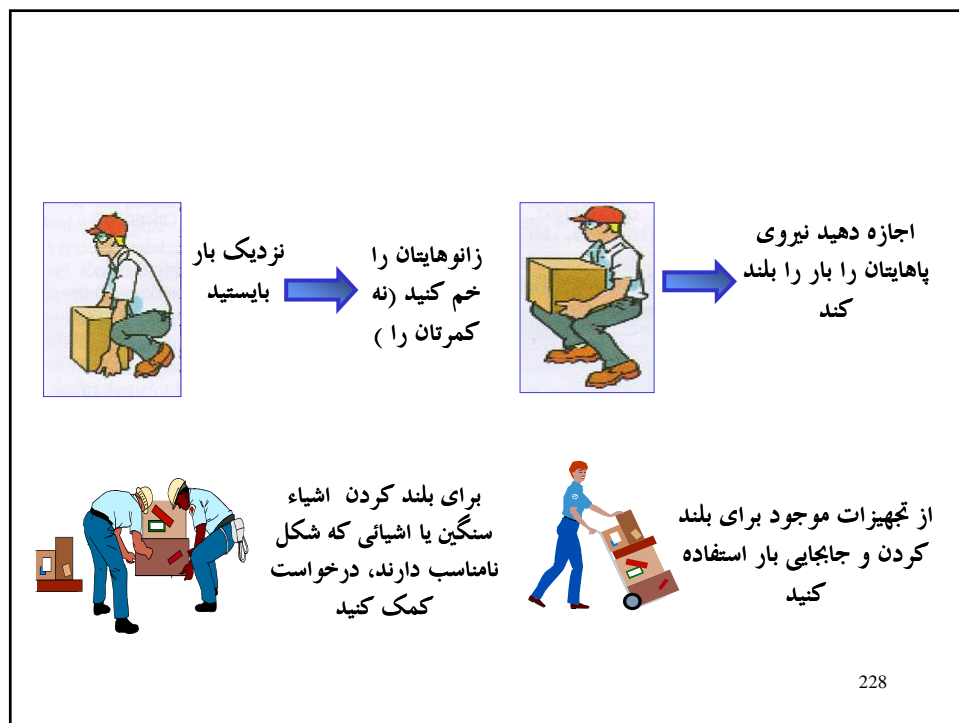 نزدیک بار
بایستید
زانوهایتان را
خم کنید (نه
کمرتان را )
اجازه دهید نیروی
پاهایتان را بار را بلند
کند
برای بلند کردن اشیاء
سنگین یا اشیائی که شکل
نامناسب دارند، درخواست
کمک کنید
از تجهیزات موجود برای بلند
کردن و جابجایی بار استفاده
کنید
228